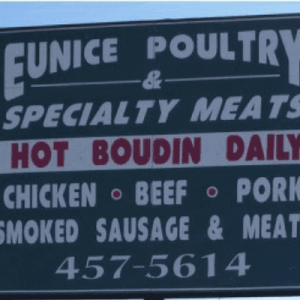 EUNICE POULTRY
&
SPECIALTY MEATS
HOT BOUDIN DAILY
CHICKEN • BEEF • PORK
SMOKED SAUSAGE & MEAT
457-5614